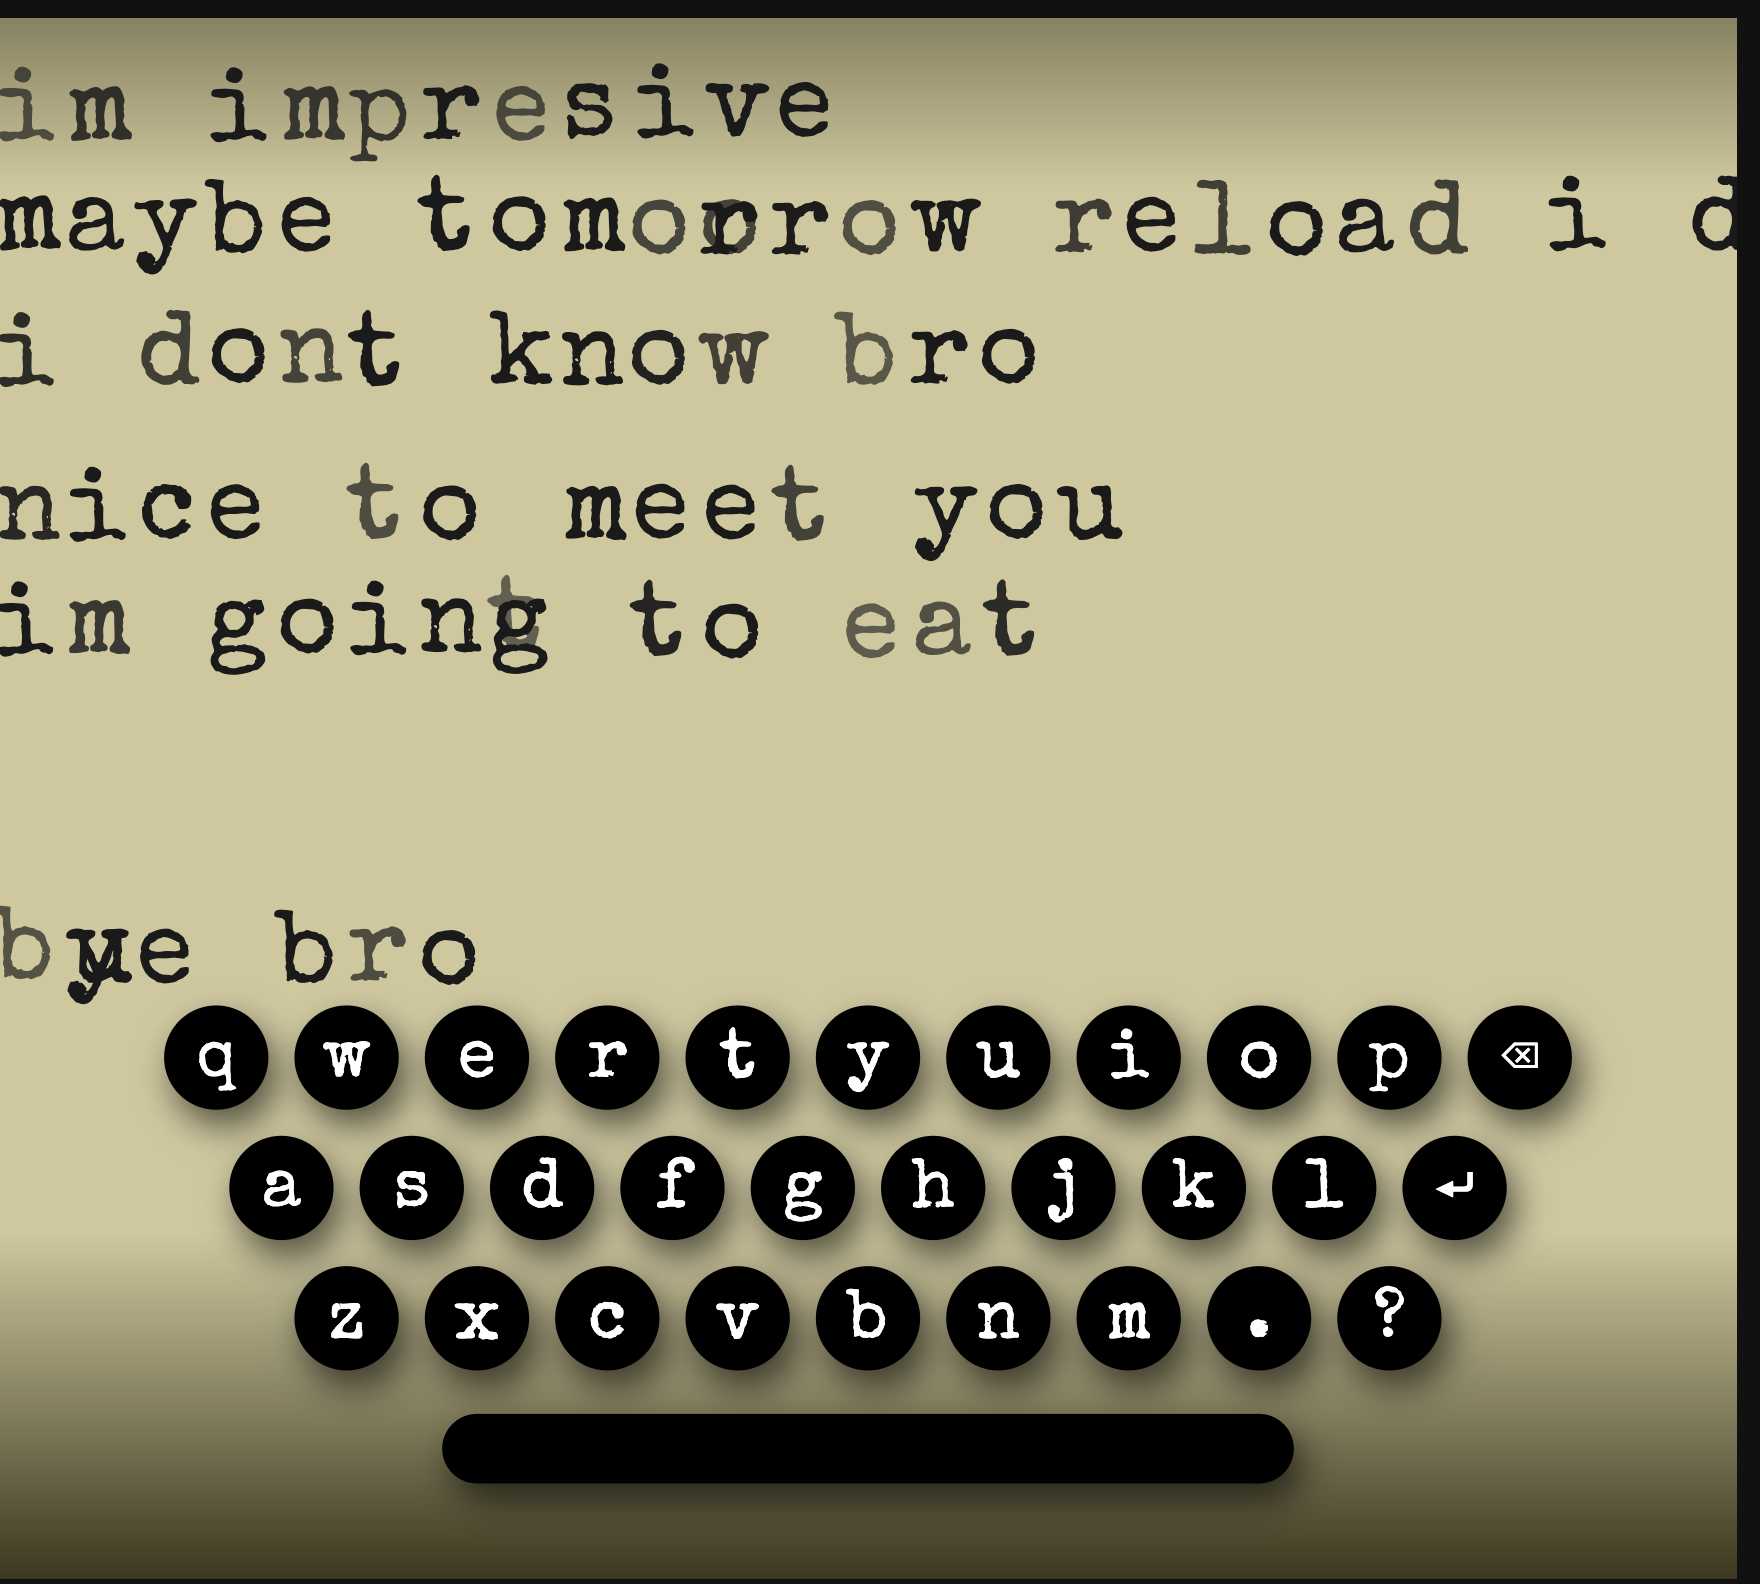 im impresive
maybe tomorrow reload i d
i dont know bro
nice to meet you
im going to eat
bye bro
q w e r t y u i o p
a s d f g h j k l
z x c v b n m . ?